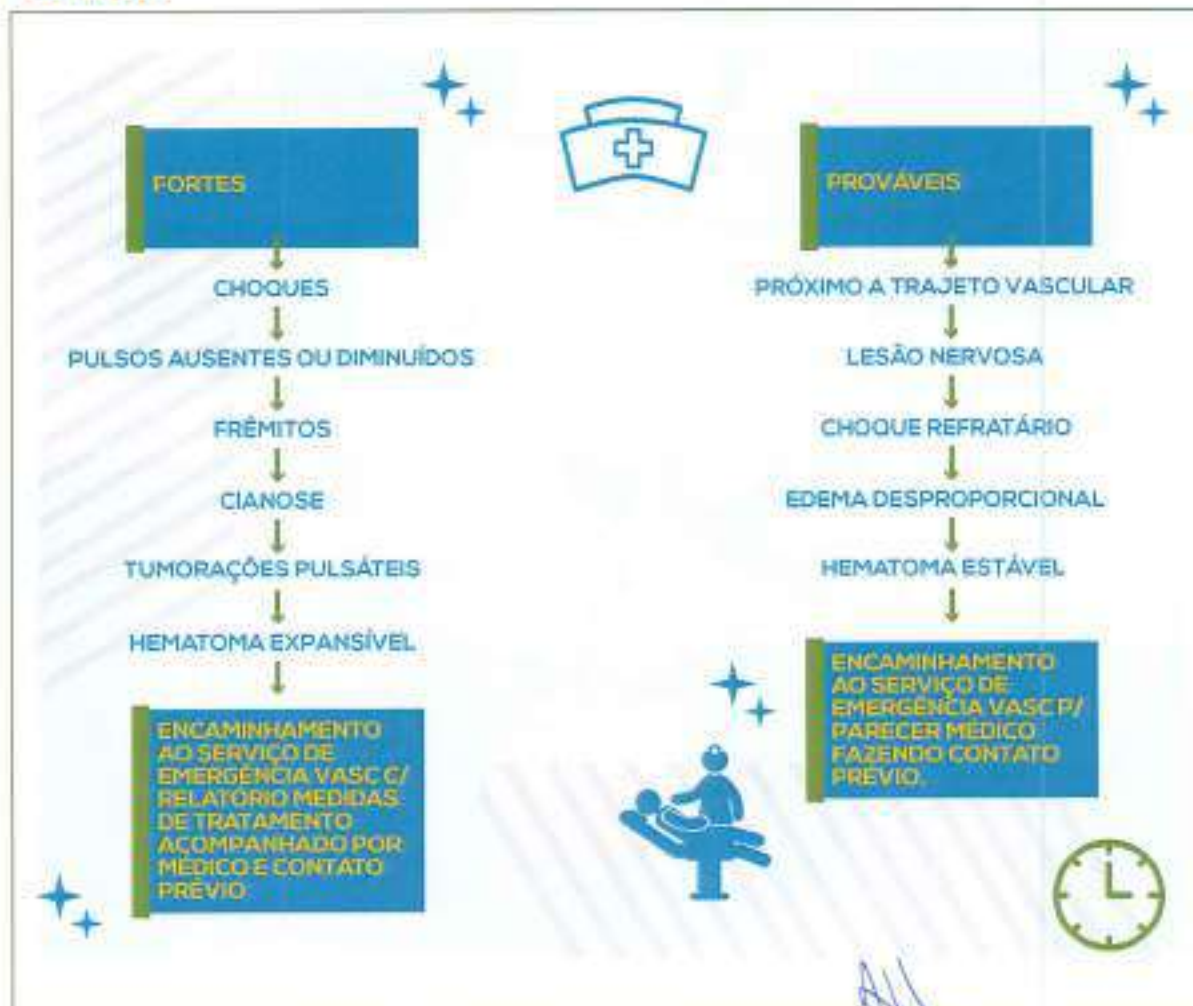 FORTES
CHOQUES
PULSOS AUSENTES OU DIMINUÍDOS
FRÊMITOS
CIANOSE
TUMORAÇÕES PULSÁTEIS
HEMATOMA EXPANSÍVEL
ENCAMINHAMENTO
AO SERVIÇO DE
EMERGÊNCIA VASC C/
RELATÓRIO MEDIDAS
DE TRATAMENTO
ACOMPANHADO POR
MÉDICO E CONTATO
PRÉVIO
PROVÁVEIS
PRÓXIMO A TRAJETO VASCULAR
LESÃO NERVOSA
CHOQUE REFRATÁRIO
EDEMA DESPROPORCIONAL
HEMATOMA ESTÁVEL
ENCAMINHAMENTO
AO SERVIÇO DE
EMERGÊNCIA VASC P/
PARECER MÉDICO
FAZENDO CONTATO
PRÉVIO.